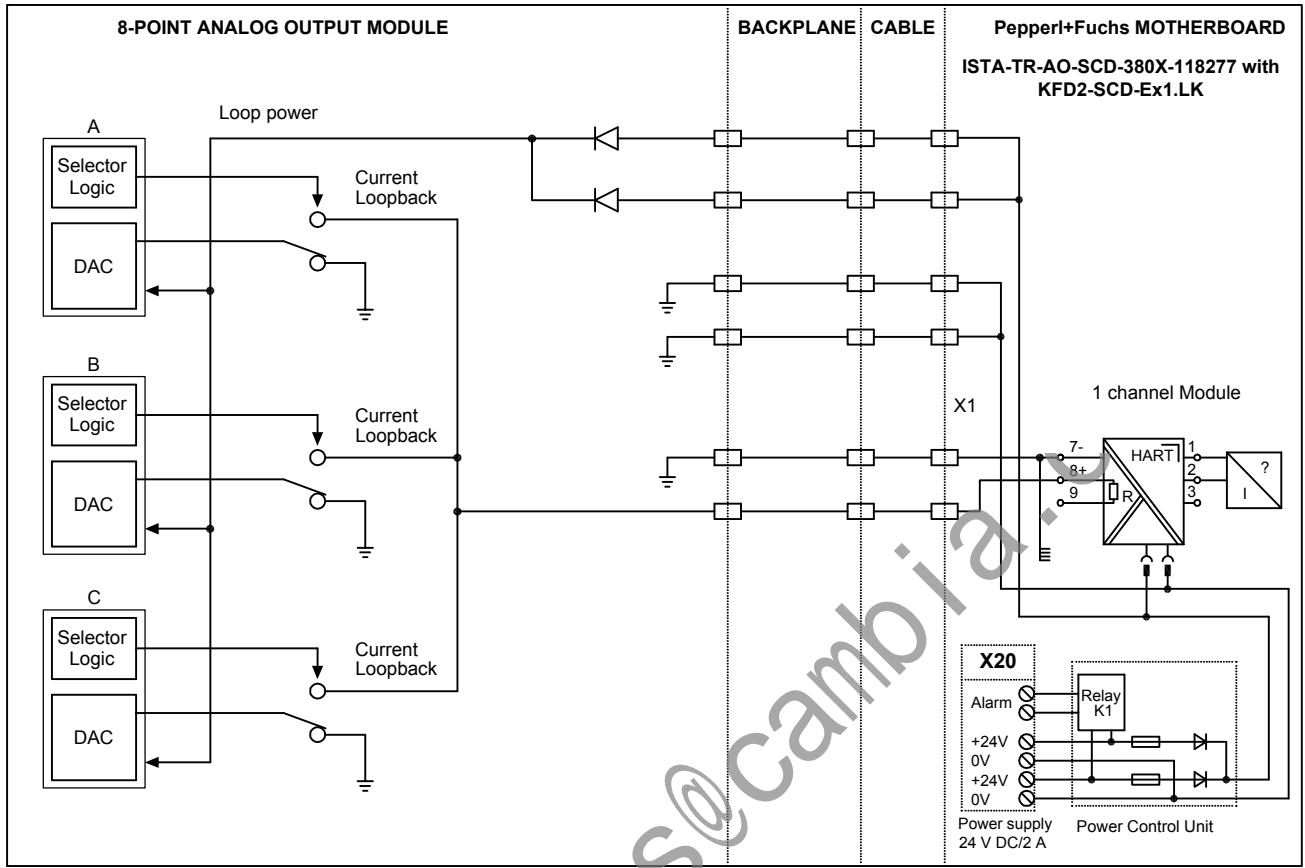 8-POINT ANALOG OUTPUT MODULE
BACKPLANE
CABLE
Pepperl+Fuchs MOTHERBOARD
ISTA-TR-AO-SCD-380X-118277 with
KFD2-SCD-Ex1.LK
Loop power
A
Selector
Logic
DAC
Current
Loopback
B
Selector
Logic
DAC
Current
Loopback
C
Selector
Logic
DAC
Current
Loopback
X1
1 channel Module
7-
8+
9
R
HART
1
2
3
?
I
X20
Alarm
+24V
0V
+24V
0V
Relay
K1
Power supply
24 V DC/2 A
Power Control Unit
s@cambia.c